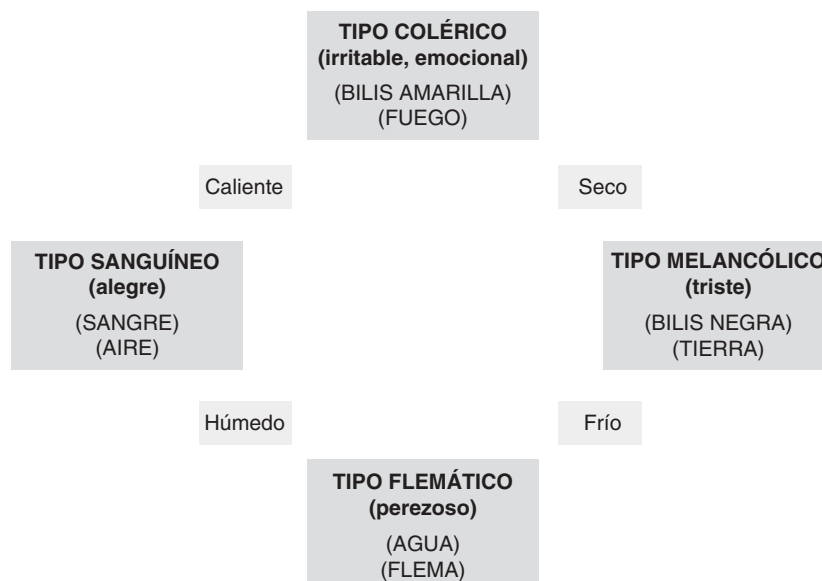 TIPO COLÉRICO
(irritable, emocional)
(BILIS AMARILLA)
(FUEGO)
Caliente
Seco
TIPO SANGUÍNEO
(alegre)
(SANGRE)
(AIRE)
TIPO MELANCÓLICO
(triste)
(BILIS NEGRA)
(TIERRA)
Húmedo
Frío
TIPO FLEMÁTICO
(perezoso)
(AGUA)
(FLEMA)